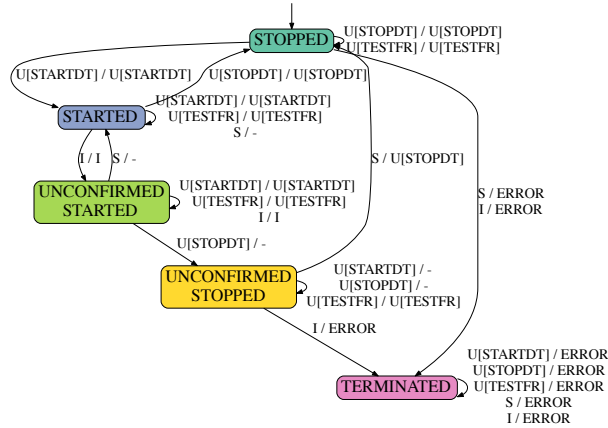 STOPPED
U[STOPDT] / U[STOPDT]
U[TESTFR] / U[TESTFR]
U[STARTDT] / U[STARTDT]
U[STOPDT] / U[STOPDT]
STARTED
U[STARTDT] / U[STARTDT]
U[TESTFR] / U[TESTFR]
S / -
I / I
S / -
S / U[STOPDT]
UNCONFIRMED
STARTED
U[STARTDT] / U[STARTDT]
U[TESTFR] / U[TESTFR]
I / I
S / ERROR
I / ERROR
U[STOPDT] / -
UNCONFIRMED
STOPPED
U[STARTDT] / -
U[STOPDT] / -
U[TESTFR] / U[TESTFR]
I / ERROR
TERMINATED
U[STARTDT] / ERROR
U[STOPDT] / ERROR
U[TESTFR] / ERROR
S / ERROR
I / ERROR